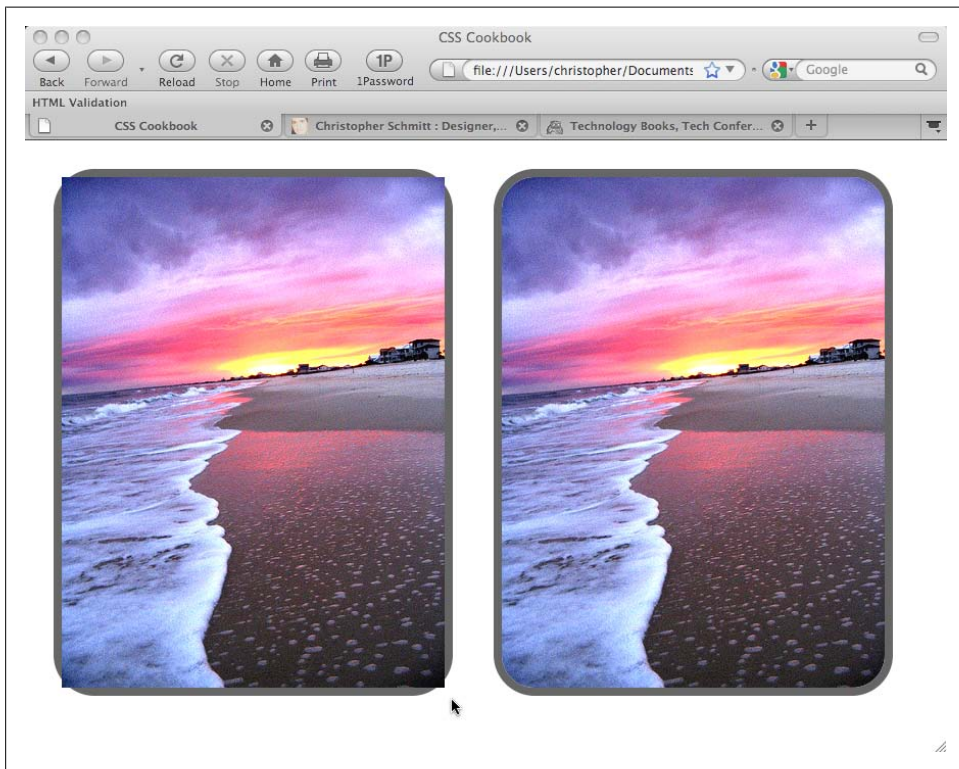 CSS Cookbook
1P
file:///Users/christopher/Documents
Google
Back Forward Reload Stop Home Print 1Password
HTML Validation
CSS Cookbook Christopher Schmitt : Designer,... Technology Books, Tech Confer... +